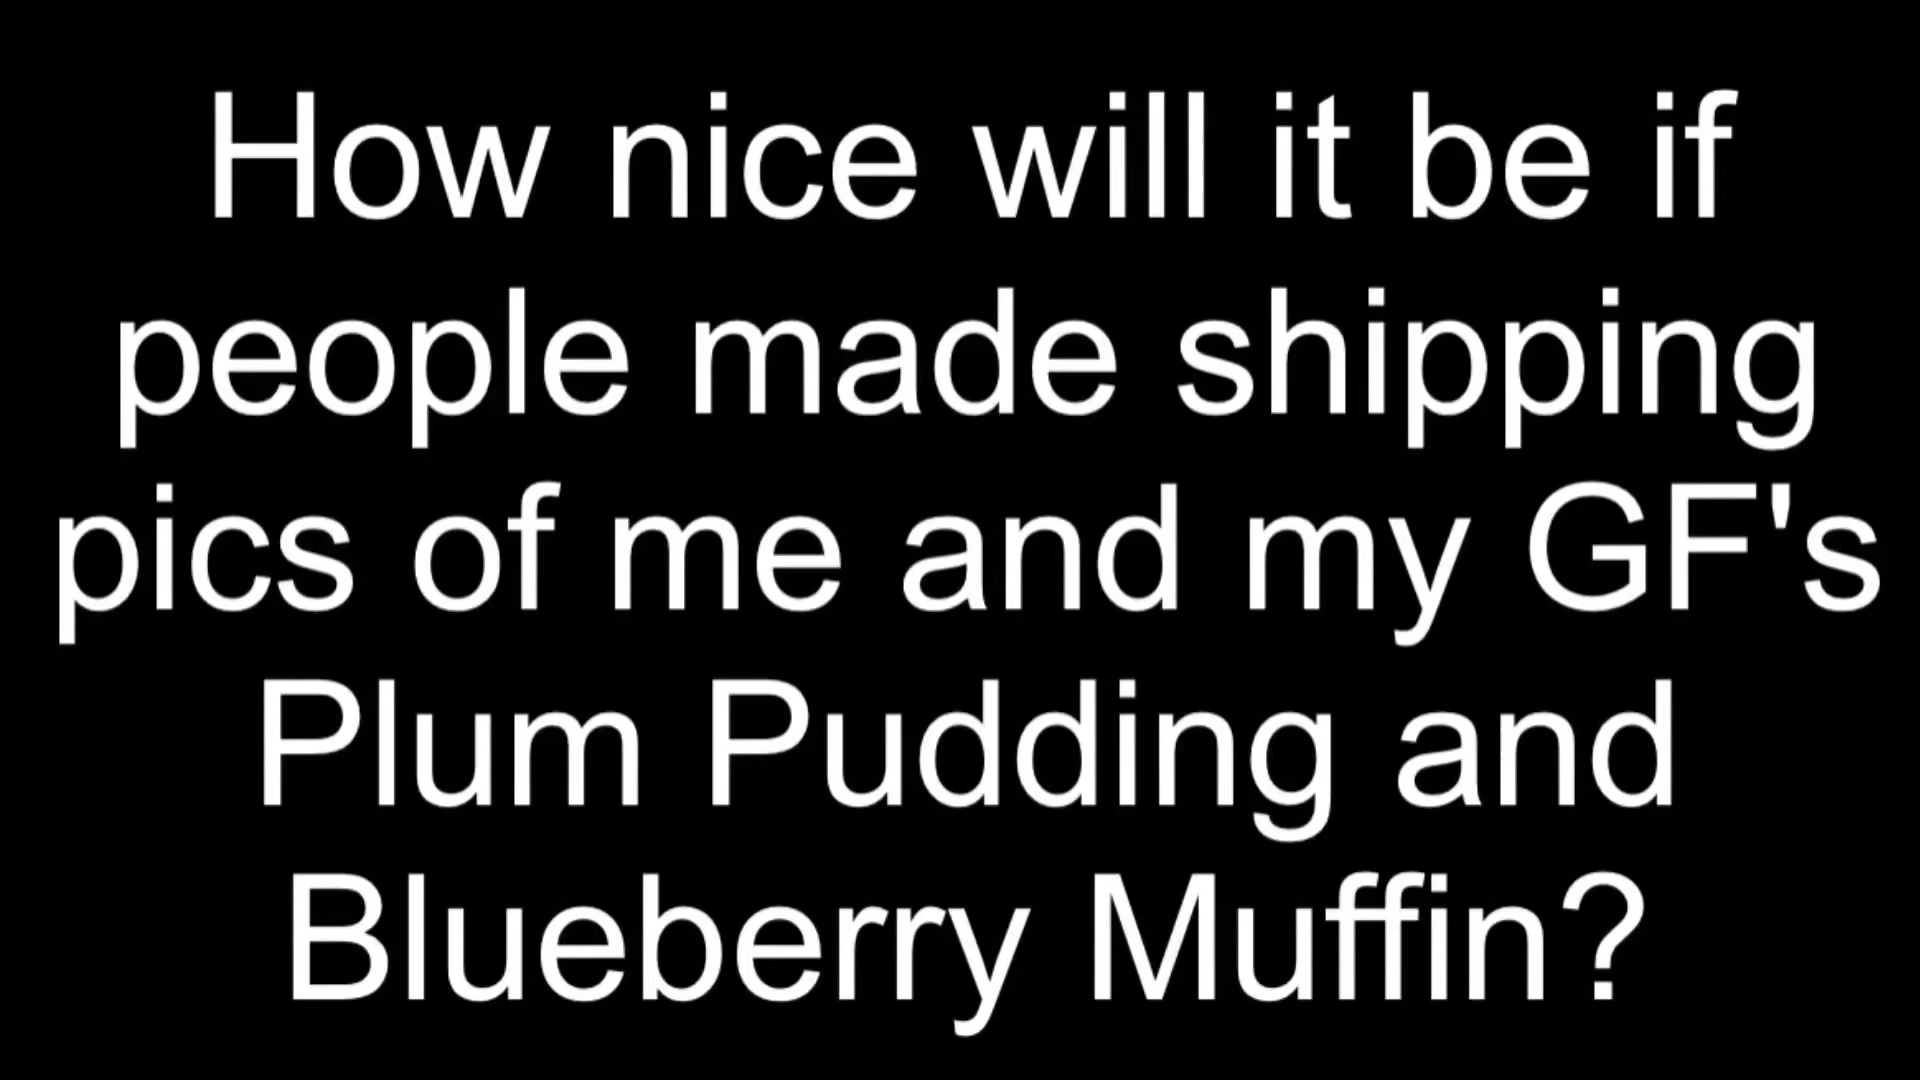 How nice will it be if
people made shipping
pics of me and my GF's
Plum Pudding and
Blueberry Muffin?